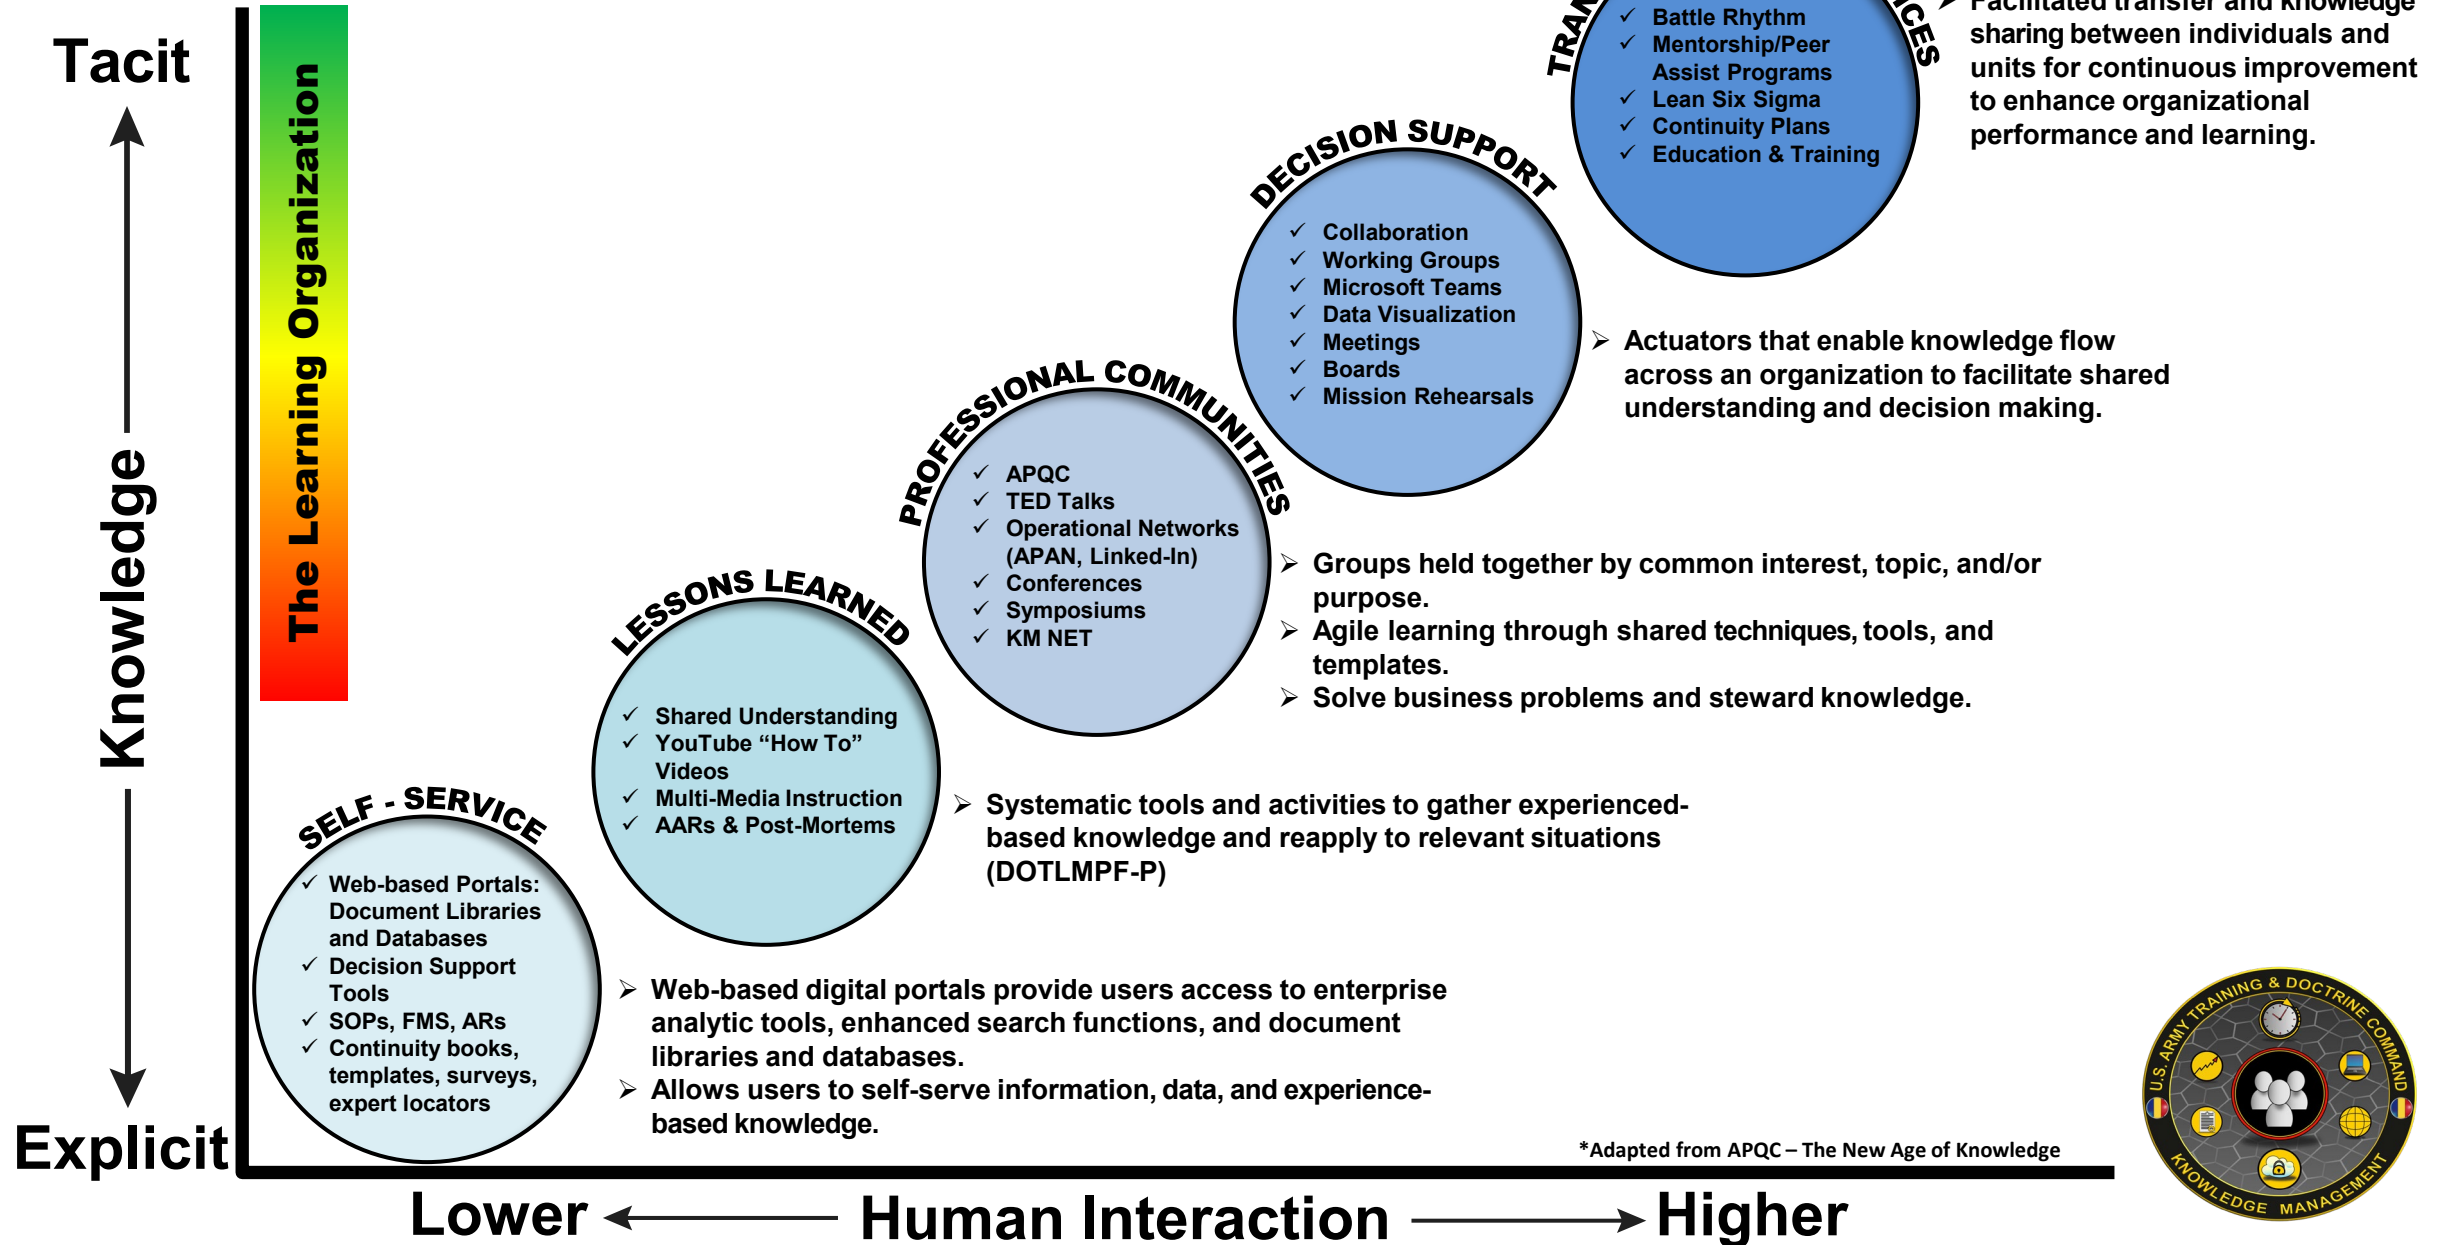 Tacit
Knowledge
Explicit
The Learning Organization
Battle Rhythm
Mentorship/Peer
Assist Programs
Lean Six Sigma
Continuity Plans
Education & Training
Facilitated transfer and knowledge
sharing between individuals and
units for continuous improvement
to enhance organizational
performance and learning.
DECISION SUPPORT
Collaboration
Working Groups
Microsoft Teams
Data Visualization
Meetings
Boards
Mission Rehearsals
Actuators that enable knowledge flow
across an organization to facilitate shared
understanding and decision making.
PROFESSIONAL COMMUNITIES
APQC
TED Talks
Operational Networks
(APAN, Linked-In)
Conferences
Symposiums
KM NET
Groups held together by common interest, topic, and/or
purpose.
Agile learning through shared techniques, tools, and
templates.
Solve business problems and steward knowledge.
LESSONS LEARNED
Shared Understanding
YouTube “How To”
Videos
Multi-Media Instruction
AARs & Post-Mortems
Systematic tools and activities to gather experienced-
based knowledge and reapply to relevant situations
(DOTLMPF-P)
SELF - SERVICE
Web-based Portals:
Document Libraries
and Databases
Decision Support
Tools
SOPs, FMS, ARs
Continuity books,
templates, surveys,
expert locators
Web-based digital portals provide users access to enterprise
analytic tools, enhanced search functions, and document
libraries and databases.
Allows users to self-serve information, data, and experience-
based knowledge.
*Adapted from APQC – The New Age of Knowledge
U.S. ARMY TRAINING & DOCTRINE COMMAND
KNOWLEDGE MANAGEMENT
Lower
Human Interaction
Higher